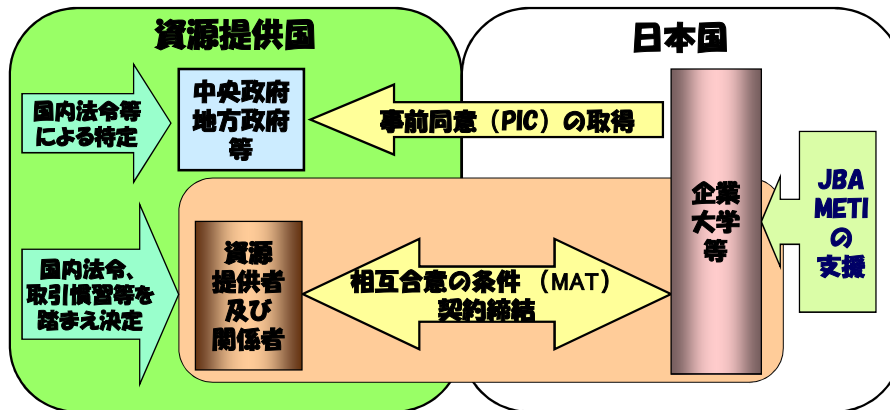 資源提供国
日本国
国内法令等
による特定
中央政府
地方政府
等
事前同意（PIC）の取得
企業
大学
等
JBA
METI
の
支援
国内法令、
取引慣習等を
踏まえ決定
資源
提供者
及び
関係者
相互合意の条件（MAT）
契約締結